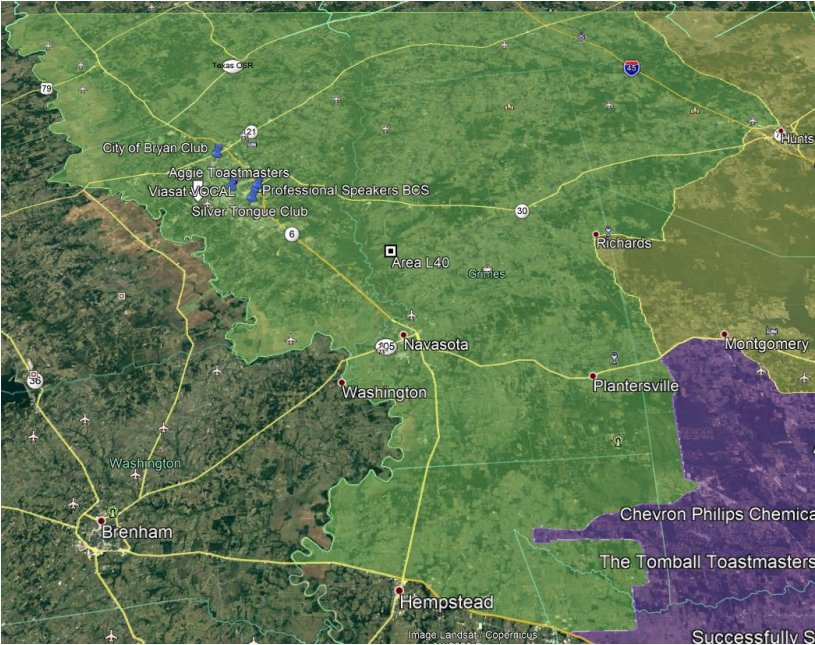 Texas OSR
45
79
21
Hunts
City of Bryan Club
Aggie Toastmasters
Viasat VOCAL
Professional Speakers BCS
Silver Tongue Club
30
6
Richards
Area L40
Grimes
Navasota
105
Montgomery
36
Washington
Plantersville
Washington
Chevron Philips Chemica
Brenham
The Tomball Toastmasters
Hempstead
Image Landsat / Copernicus
Successfully S